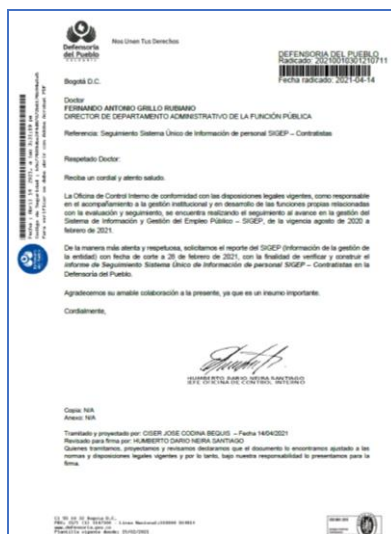 Defensoría
del Pueblo
COLOMBIA
Nos Unen Tus Derechos
DEFENSORIA DEL PUEBLO
Radicado: 20210010301210711
Fecha radicado: 2021-04-14
Bogotá D.C.
Doctor
FERNANDO ANTONIO GRILLO RUBIANO
DIRECTOR DE DEPARTAMENTO ADMINISTRATIVO DE LA FUNCIÓN PÚBLICA
Referencia: Seguimiento Sistema Único de Información de personal SIGEP – Contratistas
Respetado Doctor:
Reciba un cordial y atento saludo.
La Oficina de Control Interno de conformidad con las disposiciones legales vigentes, como responsable
en el acompañamiento a la gestión institucional y en desarrollo de las funciones propias relacionadas
con la evaluación y seguimiento, se encuentra realizando el seguimiento al avance en la gestión del
Sistema de Información y Gestión del Empleo Público – SIGEP, de la vigencia agosto de 2020 a
febrero de 2021.
De la manera más atenta y respetuosa, solicitamos el reporte del SIGEP (Información de la gestión de
la entidad) con fecha de corte a 28 de febrero de 2021, con la finalidad de verificar y construir el
informe de Seguimiento Sistema Único de Información de personal SIGEP – Contratistas en la
Defensoría del Pueblo.
Agradecemos su amable colaboración a la presente, ya que es un insumo importante.
Cordialmente,
HUMBERTO DARIO NEIRA SANTIAGO
JEFE OFICINA DE CONTROL INTERNO
Copia: N/A
Anexo: N/A
Tramitado y proyectado por: CISER JOSE CODINA BEQUIS – Fecha 14/04/2021
Revisado para firma por: HUMBERTO DARIO NEIRA SANTIAGO
Quienes tramitamos, proyectamos y revisamos declaramos que el documento lo encontramos ajustado a las
normas y disposiciones legales vigentes y por lo tanto, bajo nuestra responsabilidad lo presentamos para la
firma.